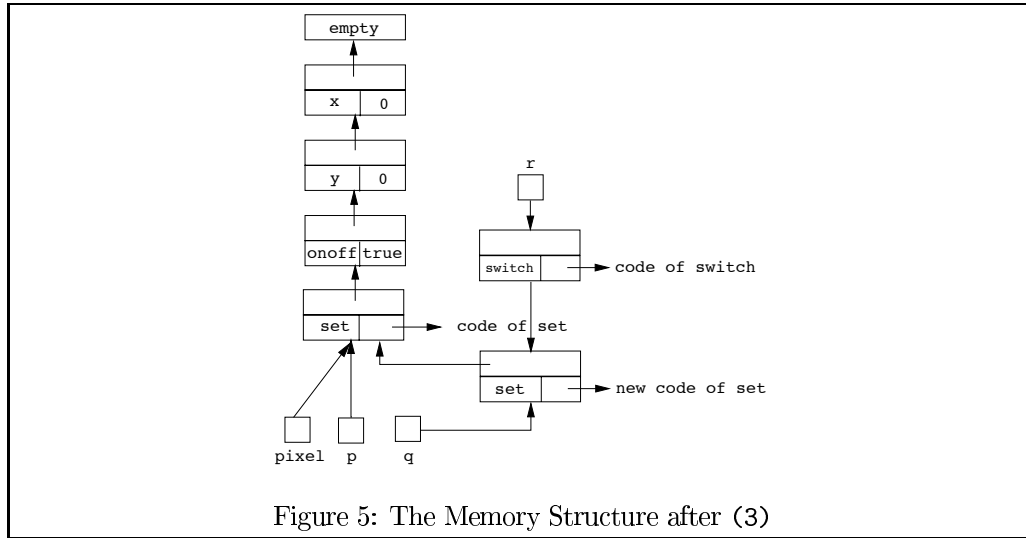 empty
x 0
y 0
r
onoff true
switch
code of switch
set
code of set
set
new code of set
pixel p q
Figure 5: The Memory Structure after (3)